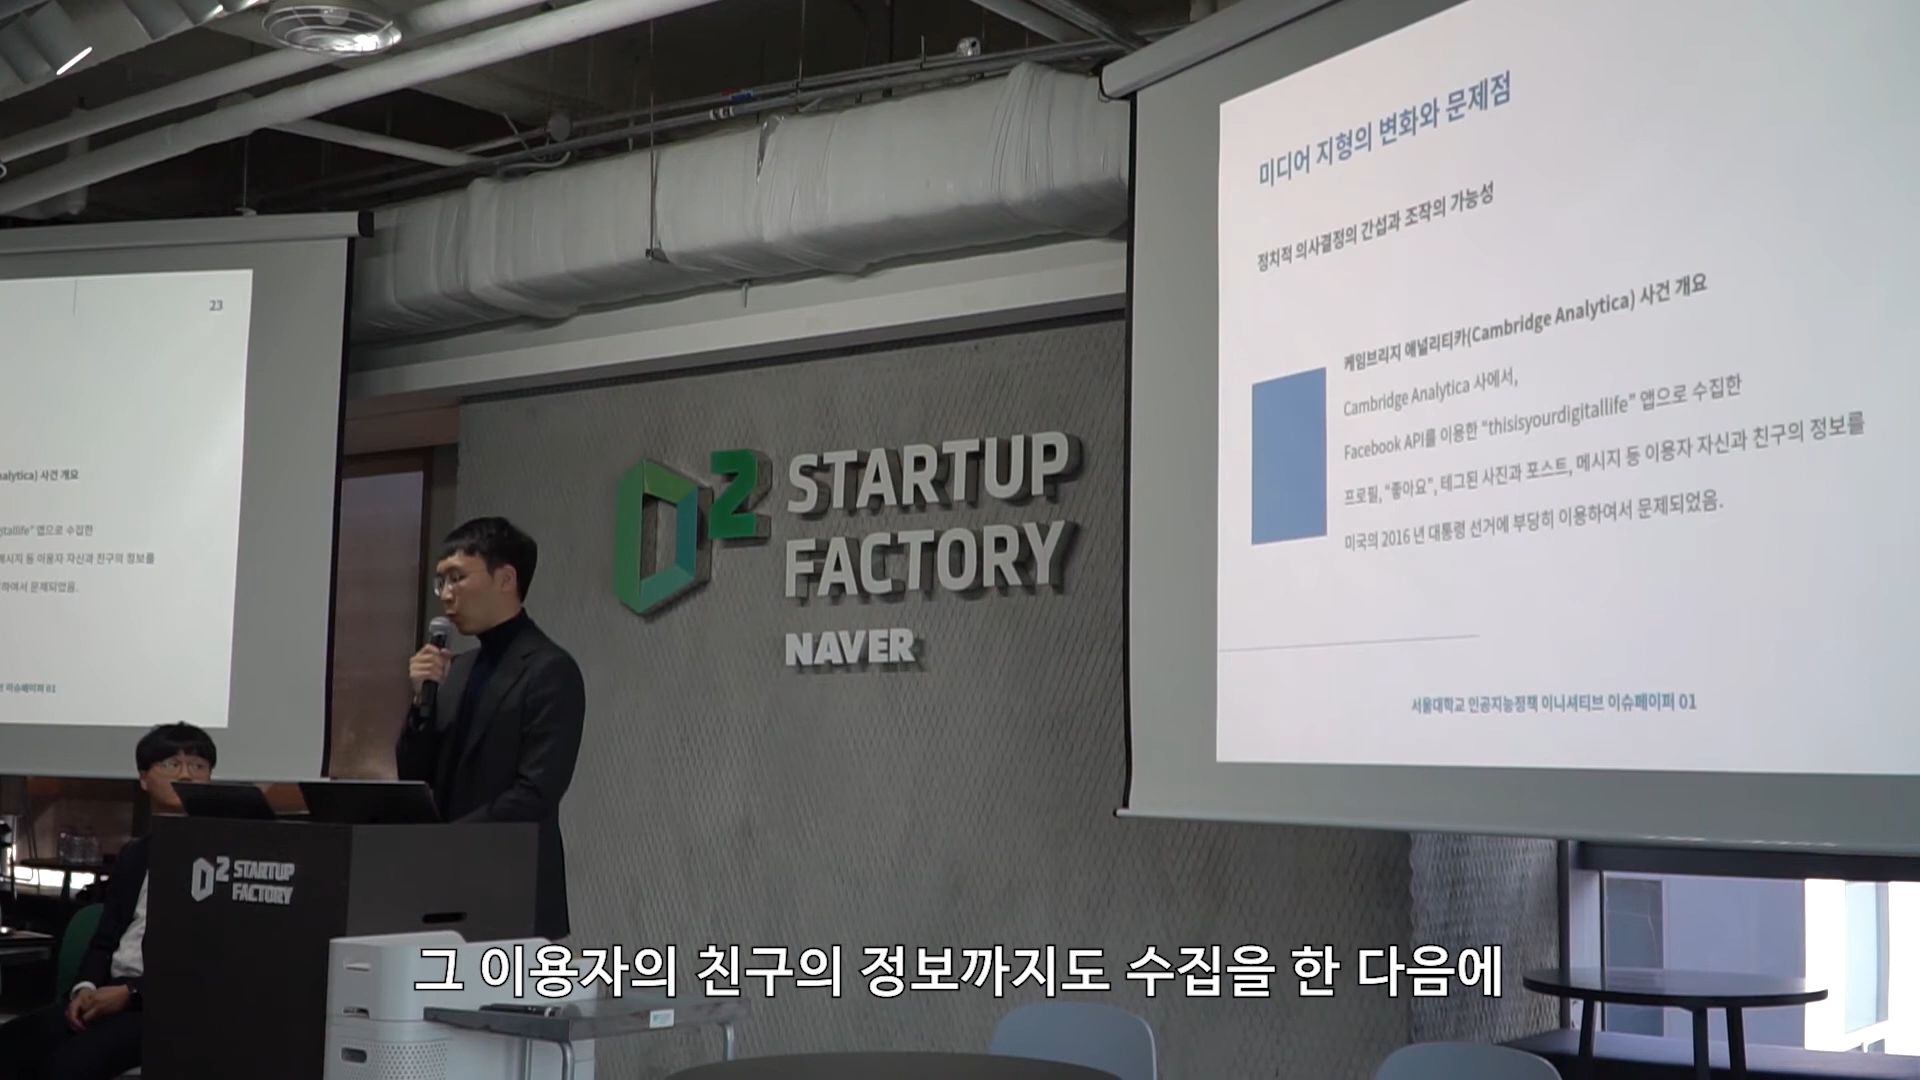 미디어 지형의 변화와 문제점
정치적 의사결정의 간섭과 조작의 가능성
케임브리지 애널리티카(Cambridge Analytica) 사건 개요
Cambridge Analytica 사에서,
Facebook API를 이용한 “thisisyourdigitallife” 앱으로 수집한
프로필, “좋아요”, 테그된 사진과 포스트, 메시지 등 이용자 자신과 친구의 정보를
미국의 2016 년 대통령 선거에 부당히 이용하여서 문제되었음.
서울대학교 인공지능정책 이니셔티브 이슈페이퍼 01
23
사건 개요
앱으로 수집한
메시지 등 이용자 자신과 친구의 정보를
문제되었음.
이슈페이퍼 01
D2 STARTUP
FACTORY
NAVER
D2 STARTUP
FACTORY
그 이용자의 친구의 정보까지도 수집을 한 다음에